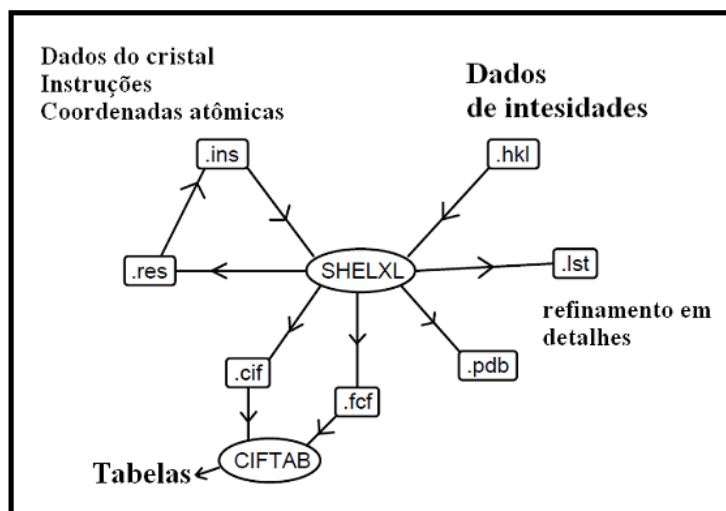 Dados do cristal
Instruções
Coordenadas atômicas
Dados
de intesidades
.ins
.hkl
.res
SHELXL
.lst
refinamento em
detalhes
.cif
.fcf
.pdb
CIFTAB
Tabelas